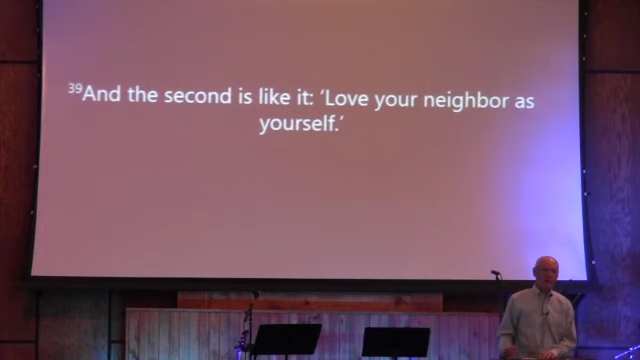 ³⁹And the second is like it: ‘Love your neighbor as
yourself.’